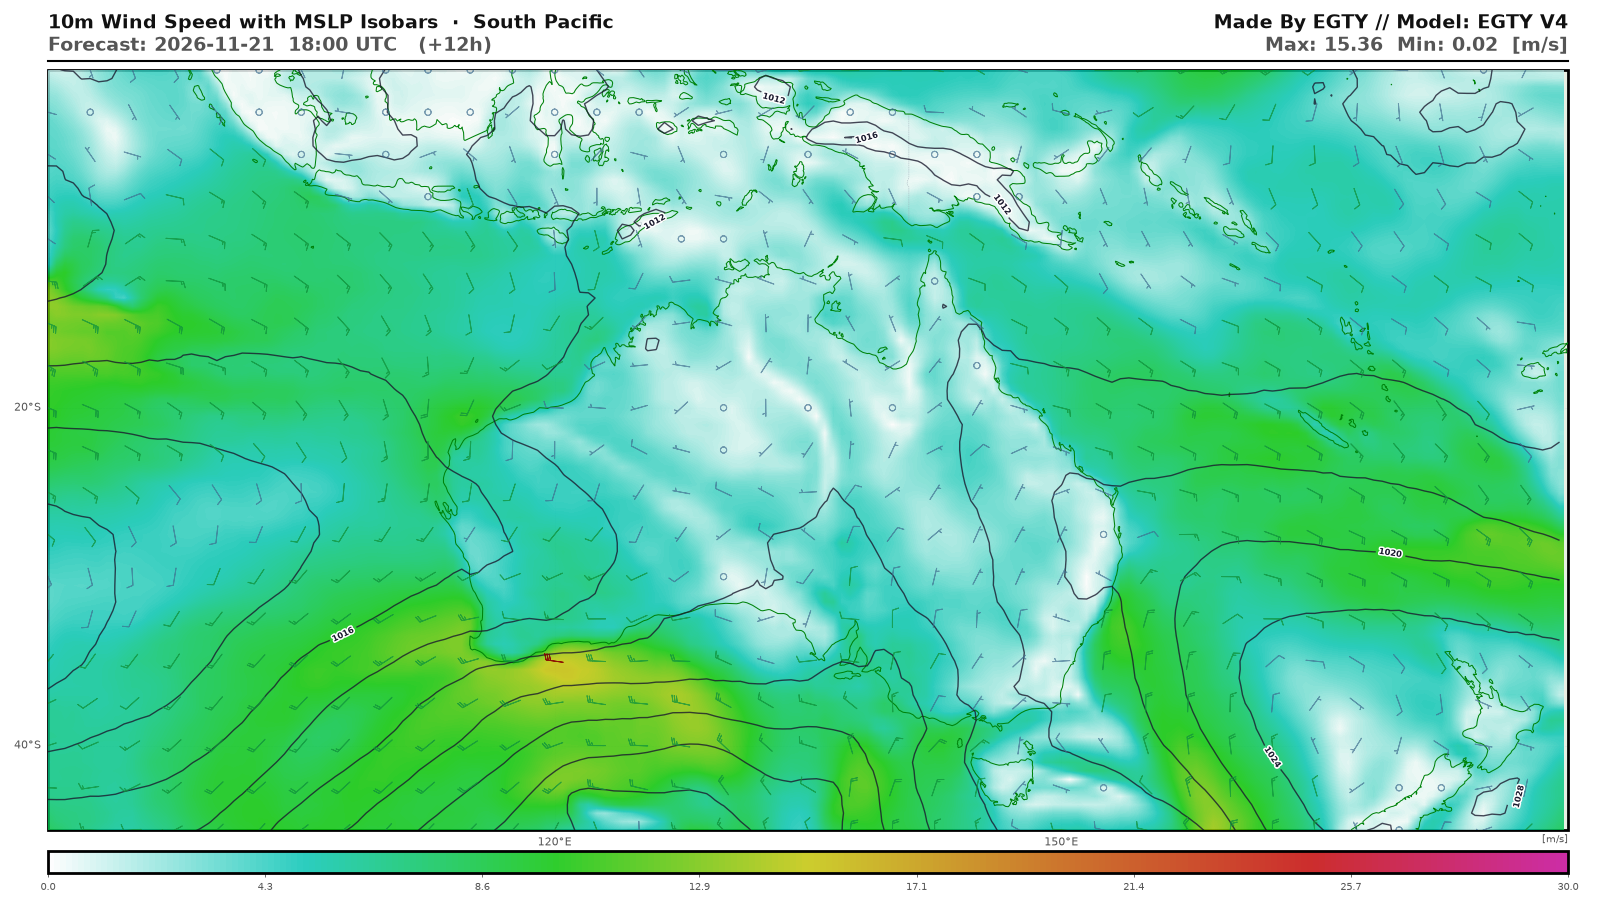 10m Wind Speed with MSLP Isobars · South Pacific
Made By EGTY // Model: EGTY V4
Forecast: 2026-11-21 18:00 UTC (+12h)
Max: 15.36 Min: 0.02 [m/s]
1012
1016
1012
1012
20°S
1020
1016
40°S
1024
1028
120°E
150°E
[m/s]
0.0
4.3
8.6
12.9
17.1
21.4
25.7
30.0